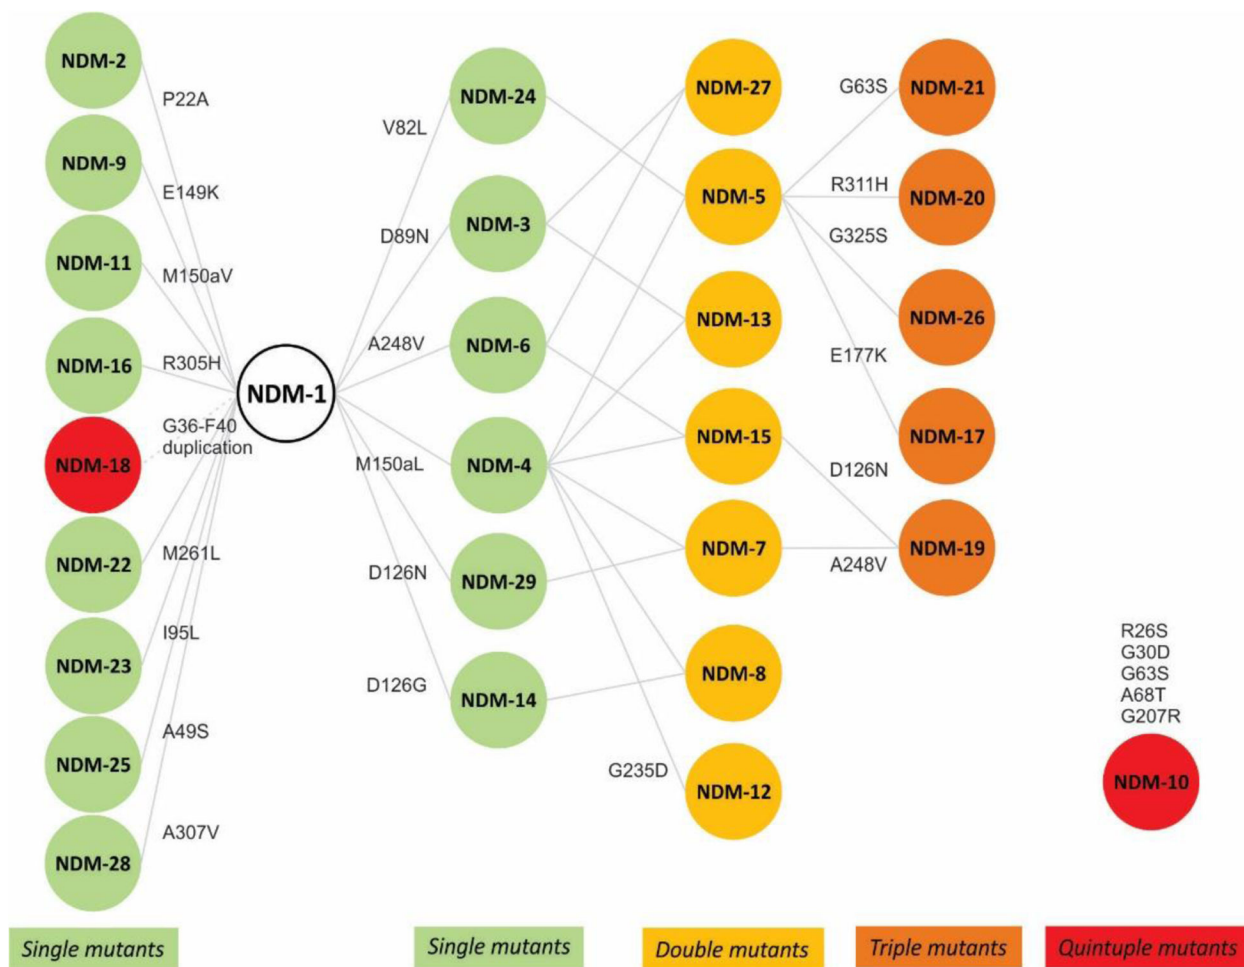 NDM-2
P22A
NDM-9
E149K
NDM-11
M150aV
NDM-16
R305H
NDM-18
G36-F40
duplication
NDM-22
M261L
NDM-23
I95L
NDM-25
A49S
NDM-28
A307V
NDM-1
V82L
D89N
A248V
M150aL
D126N
D126G
NDM-24
NDM-3
NDM-6
NDM-4
NDM-29
NDM-14
G235D
NDM-27
NDM-5
NDM-13
NDM-15
NDM-7
NDM-8
NDM-12
G63S
R311H
G325S
E177K
D126N
A248V
NDM-21
NDM-20
NDM-26
NDM-17
NDM-19
R26S
G30D
G63S
A68T
G207R
NDM-10
Single mutants
Single mutants
Double mutants
Triple mutants
Quintuple mutants